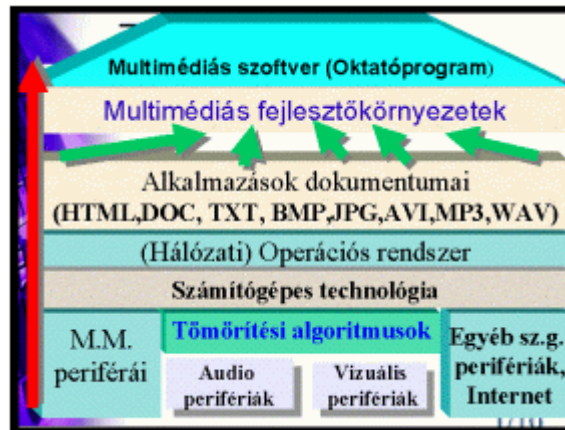 Multimédiás szoftver (Oktatóprogram)
Multimédiás fejlesztőkörnyezetek
Alkalmazások dokumentumai
(HTML,DOC, TXT, BMP,JPG,AVI,MP3,WAV)
(Hálózati) Operációs rendszer
Számítógépes technológia
M.M.
periférái
Tömörítési algoritmusok
Audio
perifériák
Vizuális
perifériák
Egyéb sz.g.
perifériák,
Internet